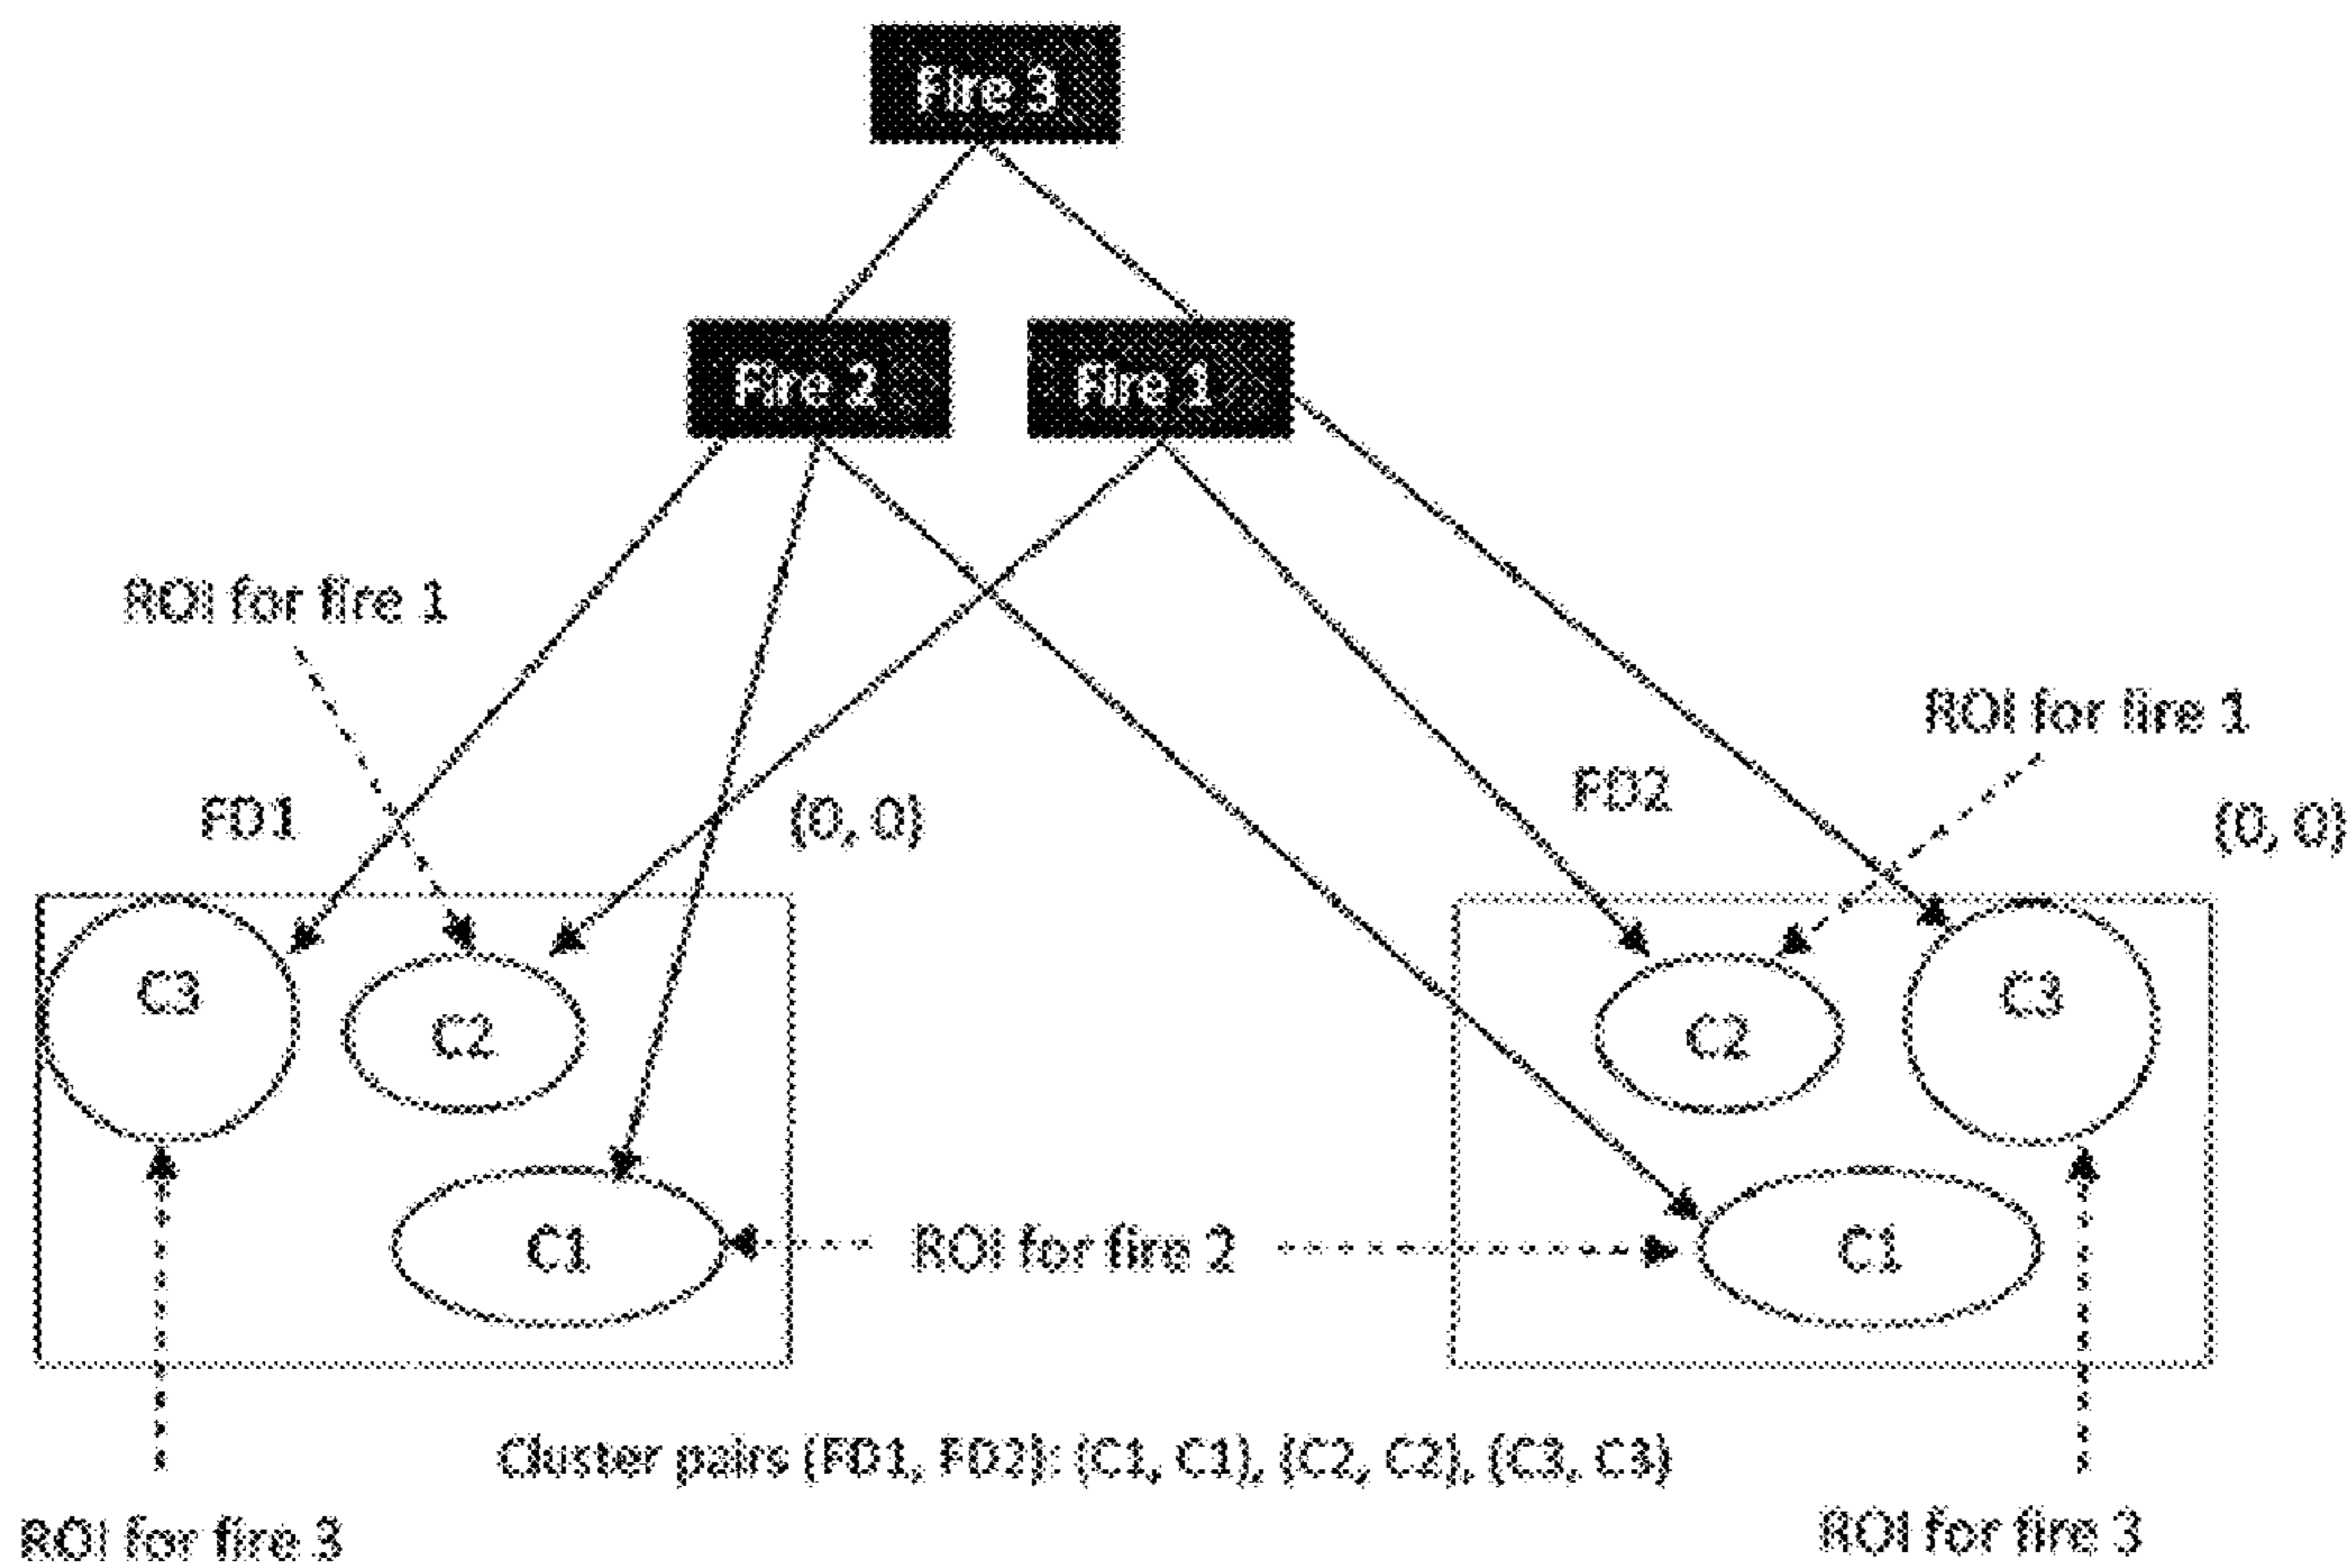 Fire 3
Fire 2
Fire 1
ROI for fire 1
ROI for fire 1
FD1
(0, 0)
FD2
(0, 0)
C3
C2
C2
C3
C1
ROI for fire 2
C1
Cluster pairs (FD1, FD2): (C1, C1), (C2, C2), (C3, C3)
ROI for fire 3
ROI for fire 3